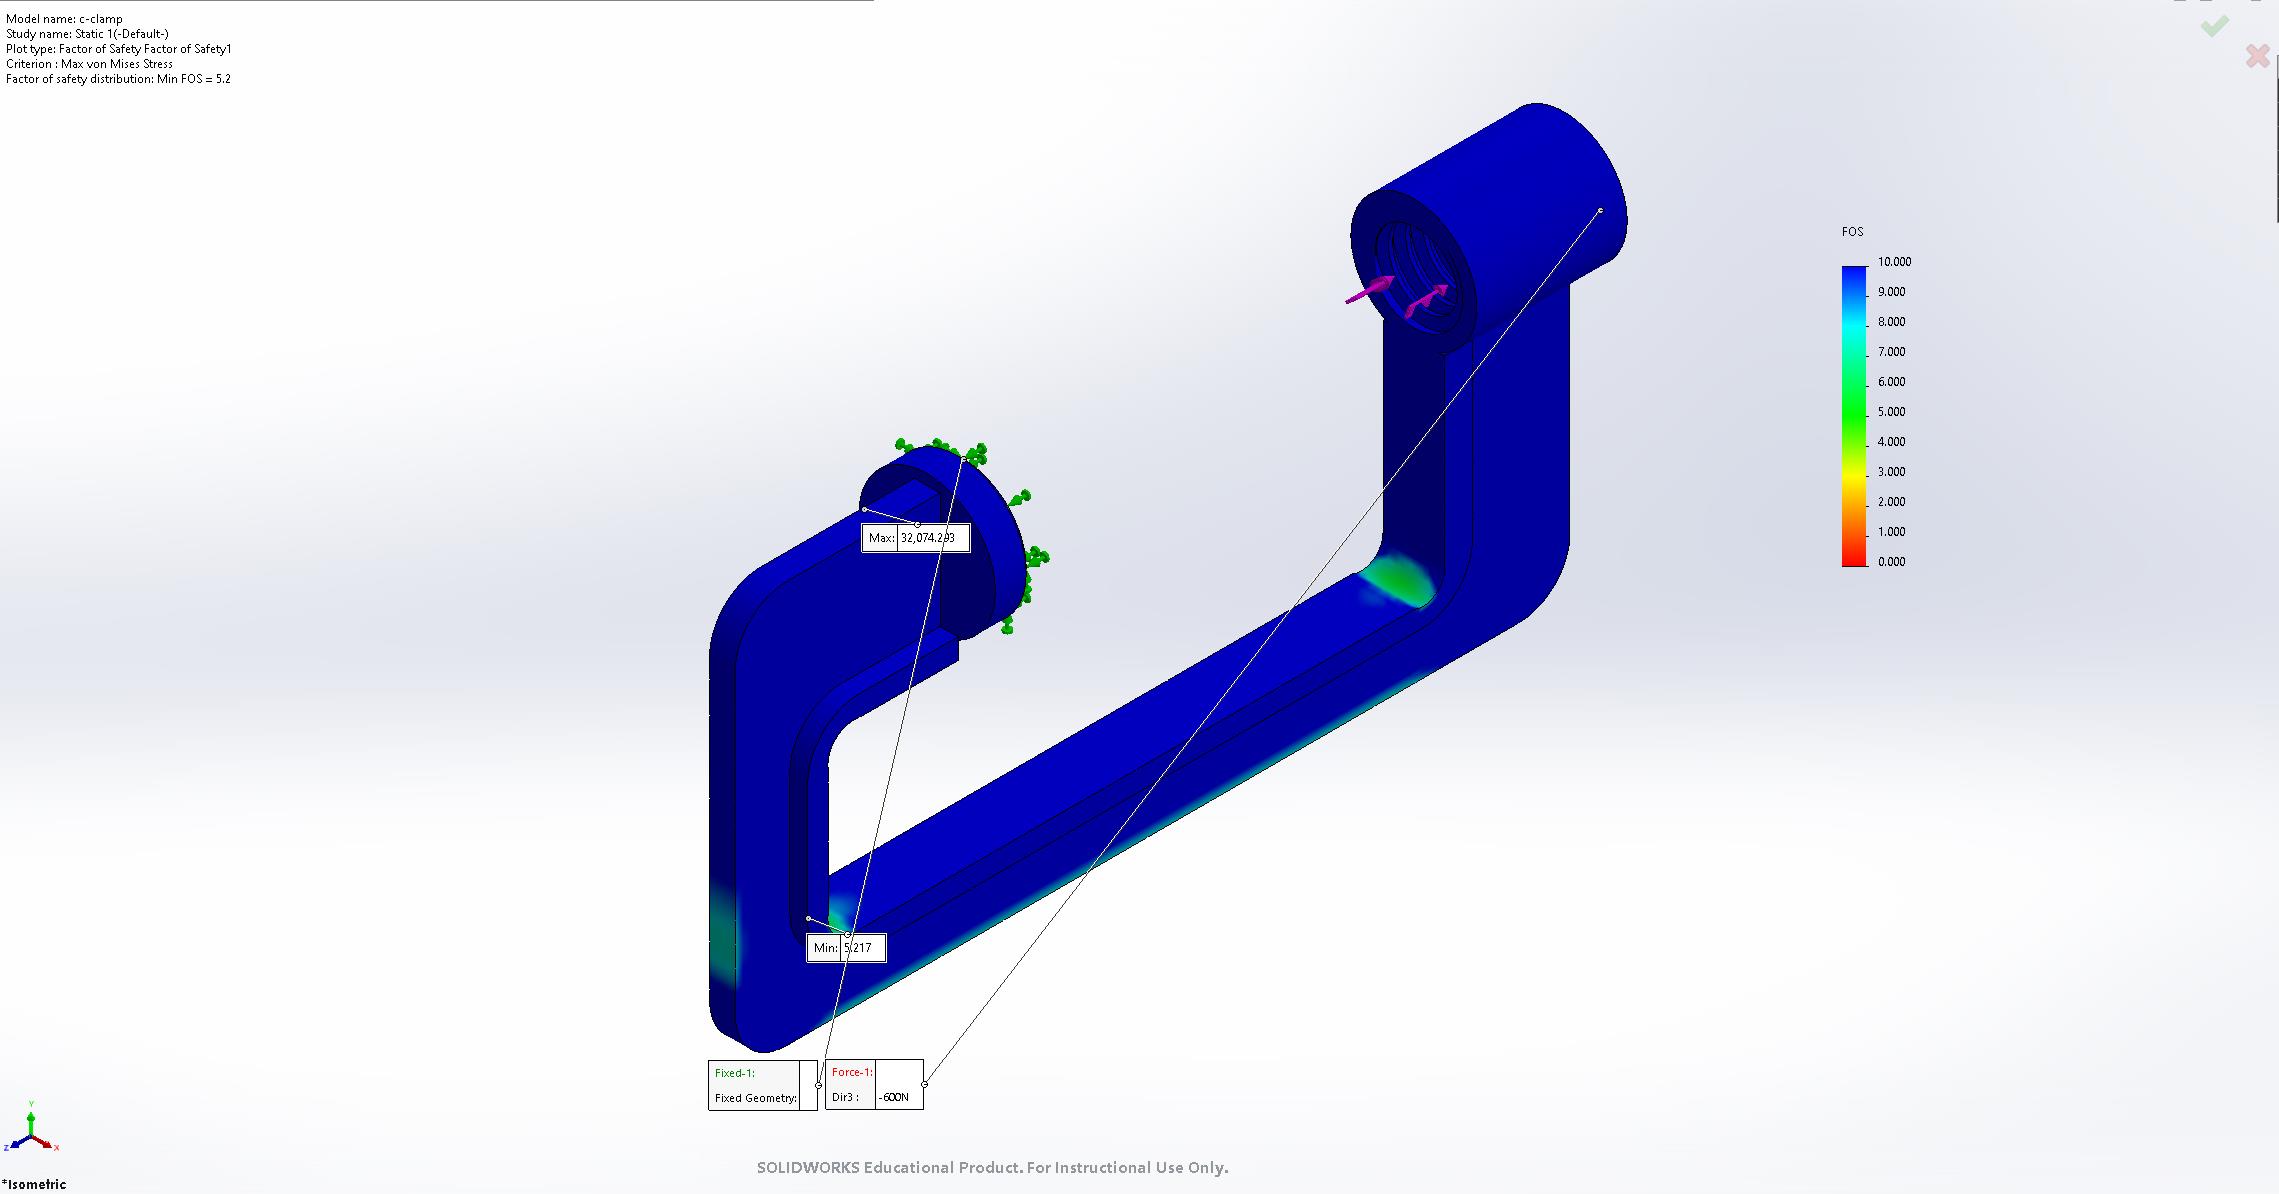 Model name: c-clamp
Study name: Static 1(-Default-)
Plot type: Factor of Safety Factor of Safety1
Criterion : Max von Mises Stress
Factor of safety distribution: Min FOS = 5.2
FOS
10.000
9.000
8.000
7.000
6.000
5.000
4.000
3.000
2.000
1.000
0.000
Max: 32,074.293
Min: 5.217
Fixed-1:
Fixed Geometry:
Force-1:
Dir3 : -600N
Y
Z
X
SOLIDWORKS Educational Product. For Instructional Use Only.
*Isometric